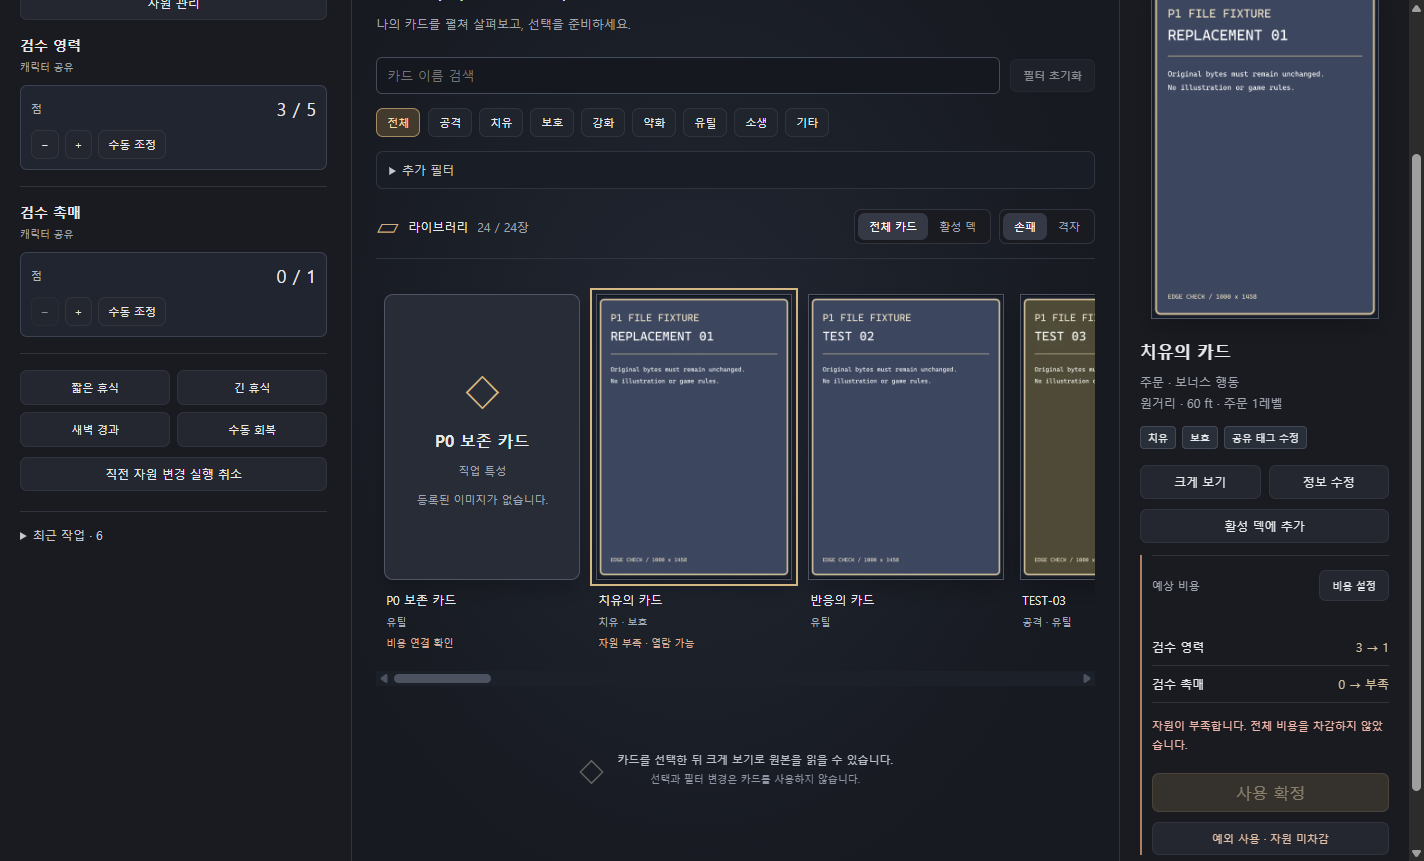 자원 관리
검수 영력
캐릭터 공유
점
3 / 5
−
+
수동 조정
검수 촉매
캐릭터 공유
점
0 / 1
−
+
수동 조정
짧은 휴식
긴 휴식
새벽 경과
수동 회복
직전 자원 변경 실행 취소
▶ 최근 작업 · 6
나의 카드를 펼쳐 살펴보고, 선택을 준비하세요.
카드 이름 검색
필터 초기화
전체
공격
치유
보호
강화
약화
유틸
소생
기타
▶ 추가 필터
라이브러리 24 / 24장
전체 카드
활성 덱
손패
격자
P0 보존 카드
직업 특성
등록된 이미지가 없습니다.
P0 보존 카드
유틸
비용 연결 확인
P1 FILE FIXTURE
REPLACEMENT 01
Original bytes must remain unchanged.
No illustration or game rules.
EDGE CHECK / 1000 x 1458
치유의 카드
치유 · 보호
자원 부족 · 열람 가능
P1 FILE FIXTURE
TEST 02
Original bytes must remain unchanged.
No illustration or game rules.
EDGE CHECK / 1000 x 1458
반응의 카드
유틸
P1 FILE FI
TEST 03
Original bytes m
No illustration o
EDGE CHECK / 100
TEST-03
공격 · 유틸
카드를 선택한 뒤 크게 보기로 원본을 읽을 수 있습니다.
선택과 필터 변경은 카드를 사용하지 않습니다.
P1 FILE FIXTURE
REPLACEMENT 01
Original bytes must remain unchanged.
No illustration or game rules.
EDGE CHECK / 1000 x 1458
치유의 카드
주문 · 보너스 행동
원거리 · 60 ft · 주문 1레벨
치유
보호
공유 태그 수정
크게 보기
정보 수정
활성 덱에 추가
예상 비용
비용 설정
검수 영력
3 → 1
검수 촉매
0 → 부족
자원이 부족합니다. 전체 비용을 차감하지 않았
습니다.
사용 확정
예외 사용 · 자원 미차감